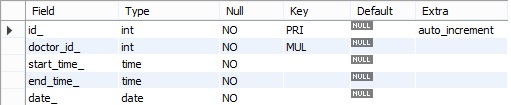 Field Type Null Key Default Extra
id_ int NO PRI NULL auto_increment
doctor_id_ int NO MUL NULL
start_time_ time NO NULL
end_time_ time NO NULL
date_ date NO NULL